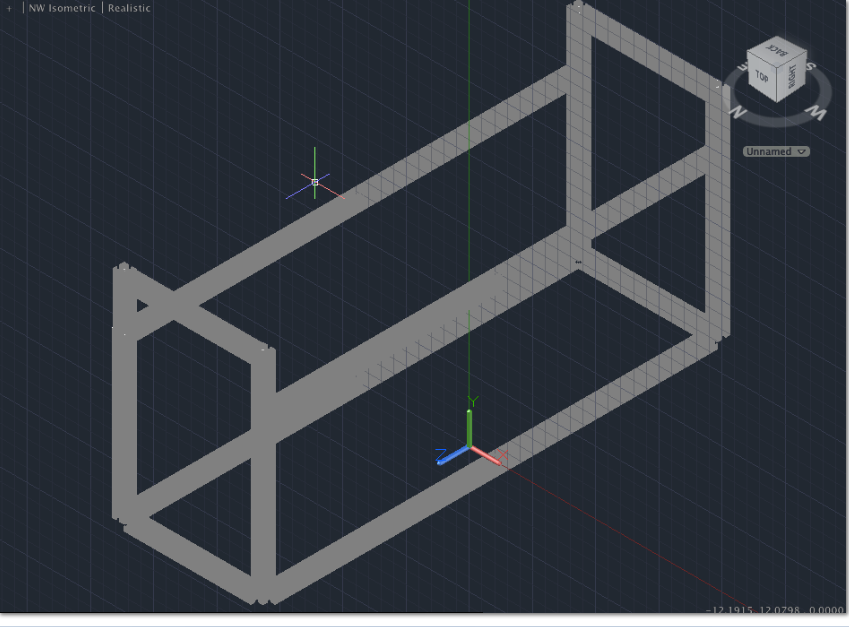 + | NW Isometric | Realistic
BACK
TOP
RIGHT
E
S
N
W
Unnamed
Y
Z
-12.1915, 12.0798, 0.0000